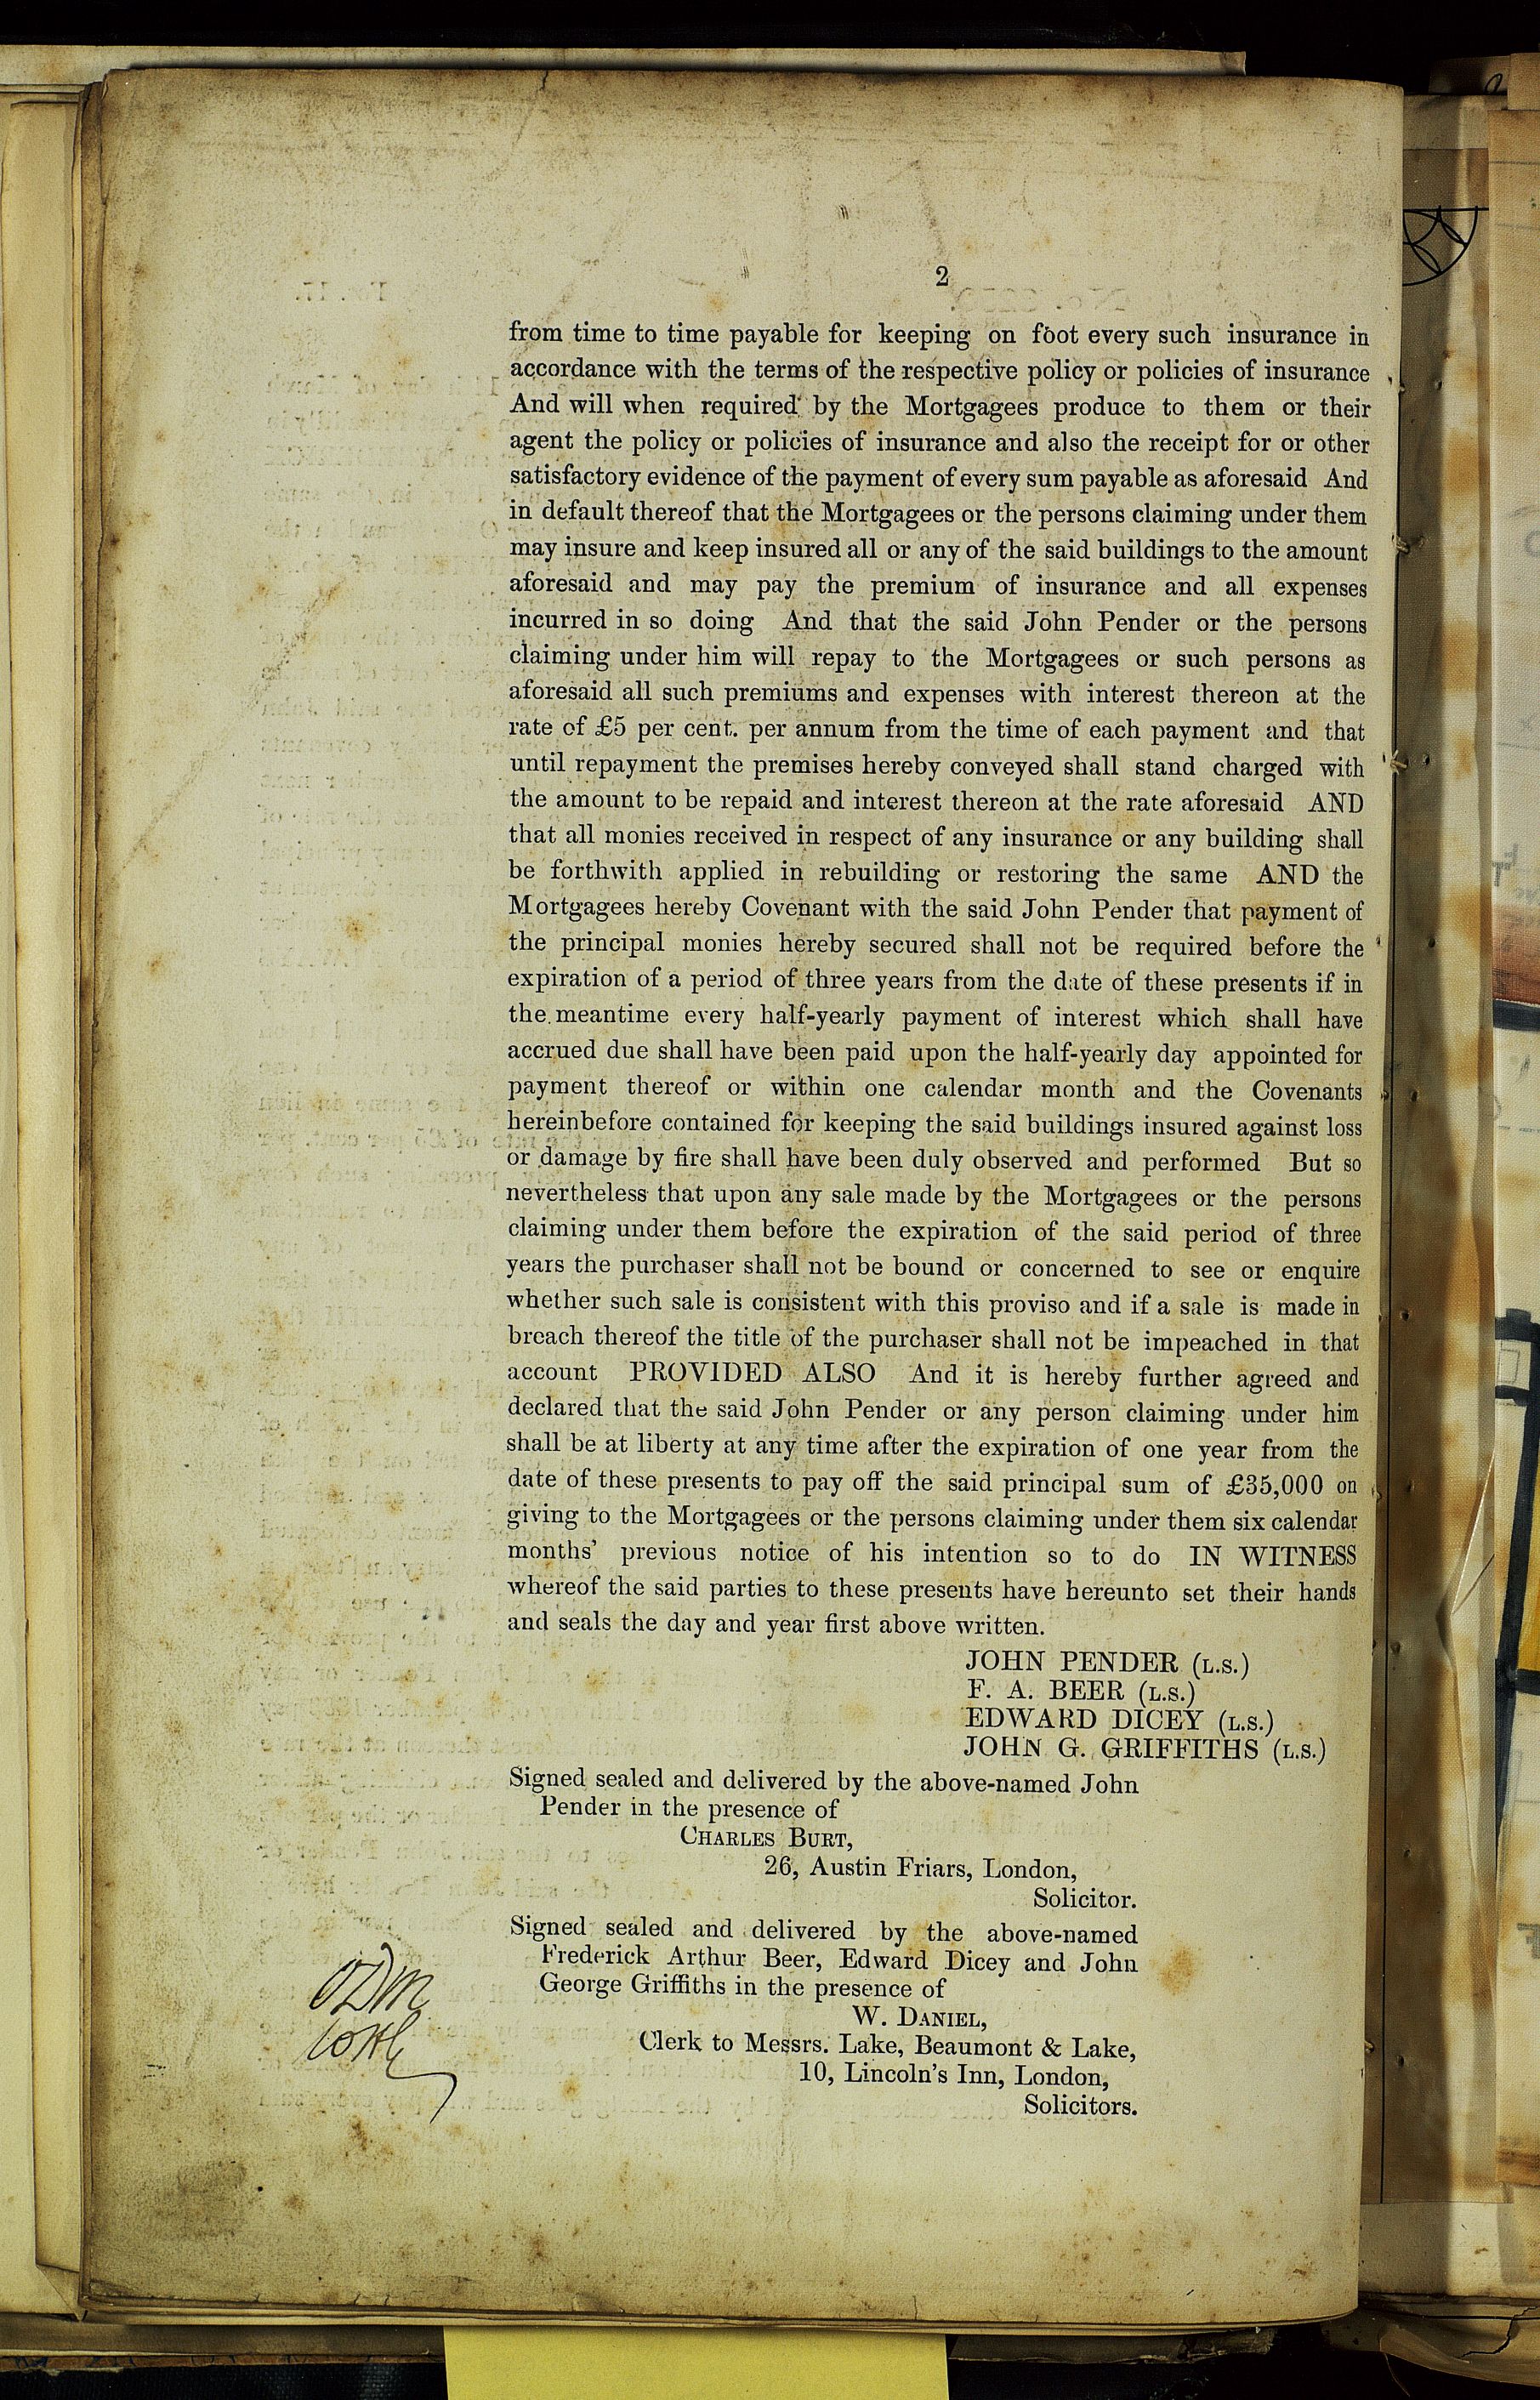 2
from time to time payable for keeping on foot every such insurance in
accordance with the terms of the respective policy or policies of insurance
And will when required by the Mortgagees produce to them or their
agent the policy or policies of insurance and also the receipt for or other
satisfactory evidence of the payment of every sum payable as aforesaid And
in default thereof that the Mortgagees or the persons claiming under them
may insure and keep insured all or any of the said buildings to the amount
aforesaid and may pay the premium of insurance and all expenses
incurred in so doing And that the said John Pender or the persons
claiming under him will repay to the Mortgagees or such persons as
aforesaid all such premiums and expenses with interest thereon at the
rate of £5 per cent. per annum from the time of each payment and that
until repayment the premises hereby conveyed shall stand charged with
the amount to be repaid and interest thereon at the rate aforesaid AND
that all monies received in respect of any insurance or any building shall
be forthwith applied in rebuilding or restoring the same AND the
Mortgagees hereby Covenant with the said John Pender that payment of
the principal monies hereby secured shall not be required before the
expiration of a period of three years from the date of these presents if in
the meantime every half-yearly payment of interest which shall have
accrued due shall have been paid upon the half-yearly day appointed for
payment thereof or within one calendar month and the Covenants
hereinbefore contained for keeping the said buildings insured against loss
or damage by fire shall have been duly observed and performed But so
nevertheless that upon any sale made by the Mortgagees or the persons
claiming under them before the expiration of the said period of three
years the purchaser shall not be bound or concerned to see or enquire
whether such sale is consistent with this proviso and if a sale is made in
breach thereof the title of the purchaser shall not be impeached in that
account PROVIDED ALSO And it is hereby further agreed and
declared that the said John Pender or any person claiming under him
shall be at liberty at any time after the expiration of one year from the
date of these presents to pay off the said principal sum of £35,000 on
giving to the Mortgagees or the persons claiming under them six calendar
months' previous notice of his intention so to do IN WITNESS
whereof the said parties to these presents have hereunto set their hands
and seals the day and year first above written.
JOHN PENDER (L.S.)
F. A. BEER (L.S.)
EDWARD DICEY (L.S.)
JOHN G. GRIFFITHS (L.S.)
Signed sealed and delivered by the above-named John
Pender in the presence of
CHARLES BURT,
26, Austin Friars, London,
Solicitor.
Signed sealed and delivered by the above-named
Frederick Arthur Beer, Edward Dicey and John
George Griffiths in the presence of
W. DANIEL,
Clerk to Messrs. Lake, Beaumont & Lake,
10, Lincoln's Inn, London,
Solicitors.